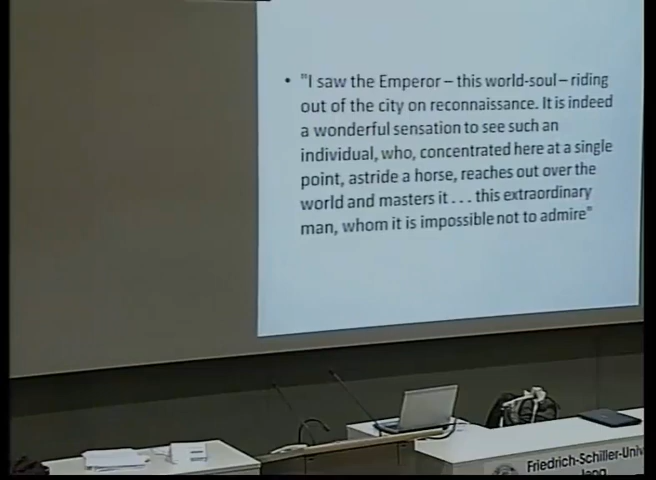 • "I saw the Emperor – this world-soul – riding
out of the city on reconnaissance. It is indeed
a wonderful sensation to see such an
individual, who, concentrated here at a single
point, astride a horse, reaches out over the
world and masters it . . . this extraordinary
man, whom it is impossible not to admire"
Friedrich-Schiller-Univ
Jena